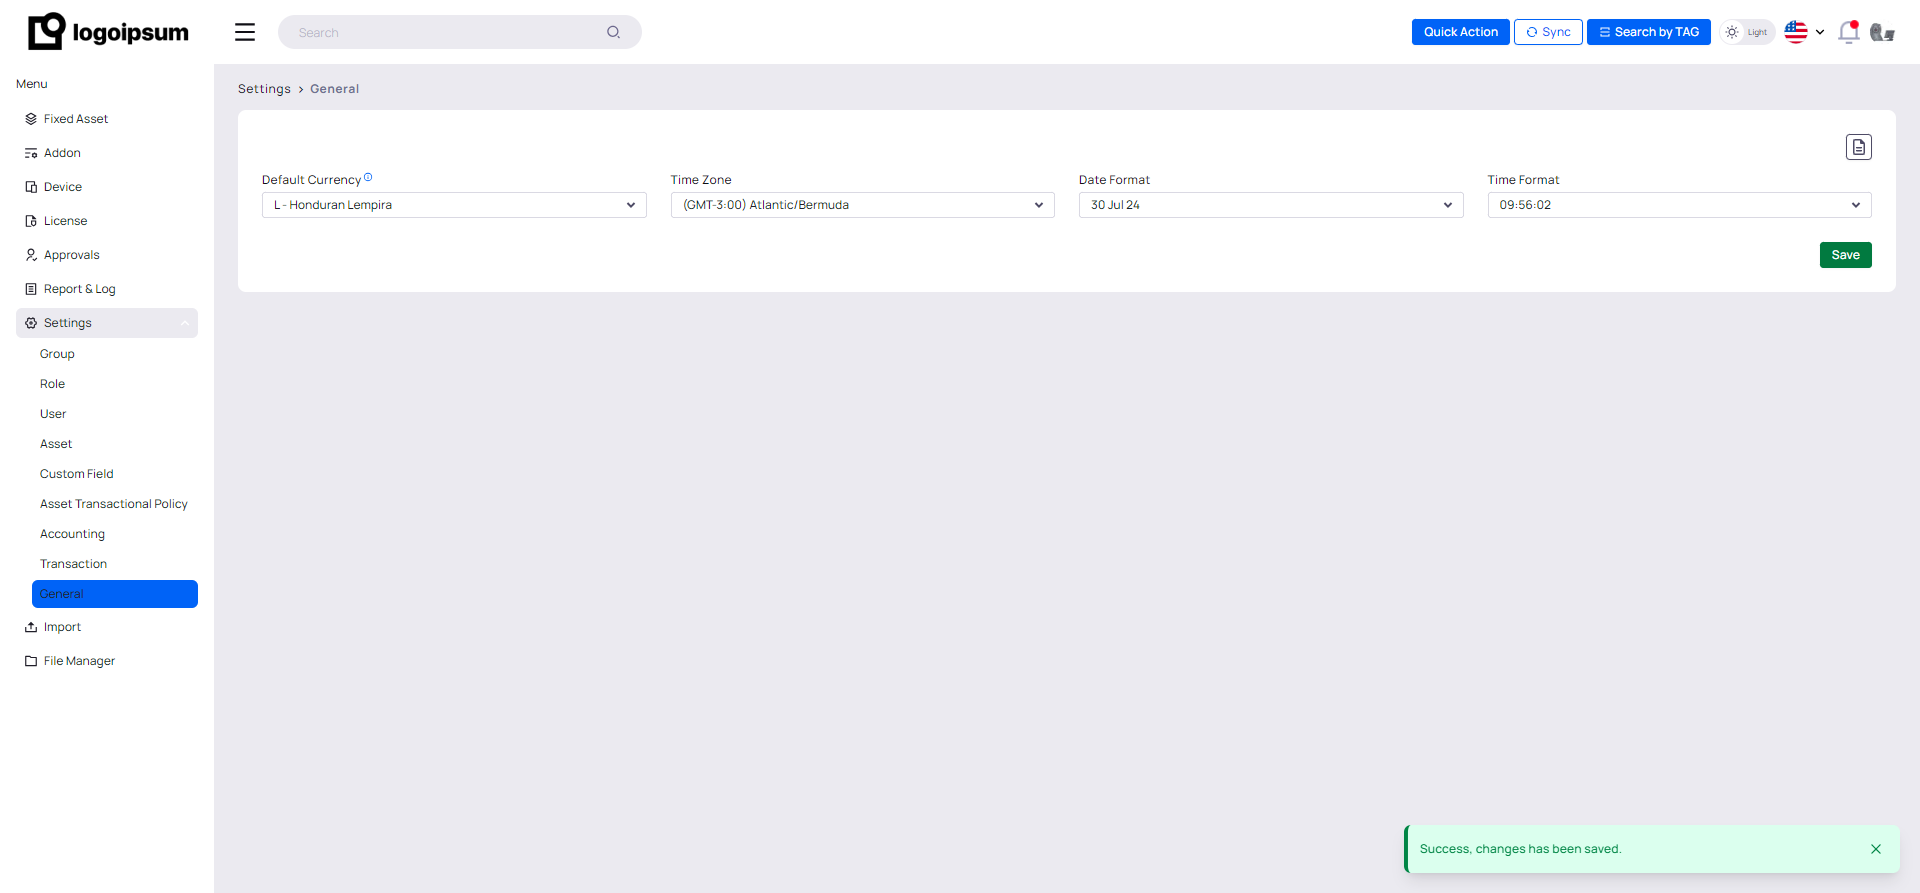 logoipsum
Search
Quick Action
Sync
Search by TAG
Light
Menu
Fixed Asset
Addon
Device
License
Approvals
Report & Log
Settings
Group
Role
User
Asset
Custom Field
Asset Transactional Policy
Accounting
Transaction
General
Import
File Manager
Settings > General
Default Currency
L - Honduran Lempira
Time Zone
(GMT-3:00) Atlantic/Bermuda
Date Format
30 Jul 24
Time Format
09:56:02
Save
Success, changes has been saved.